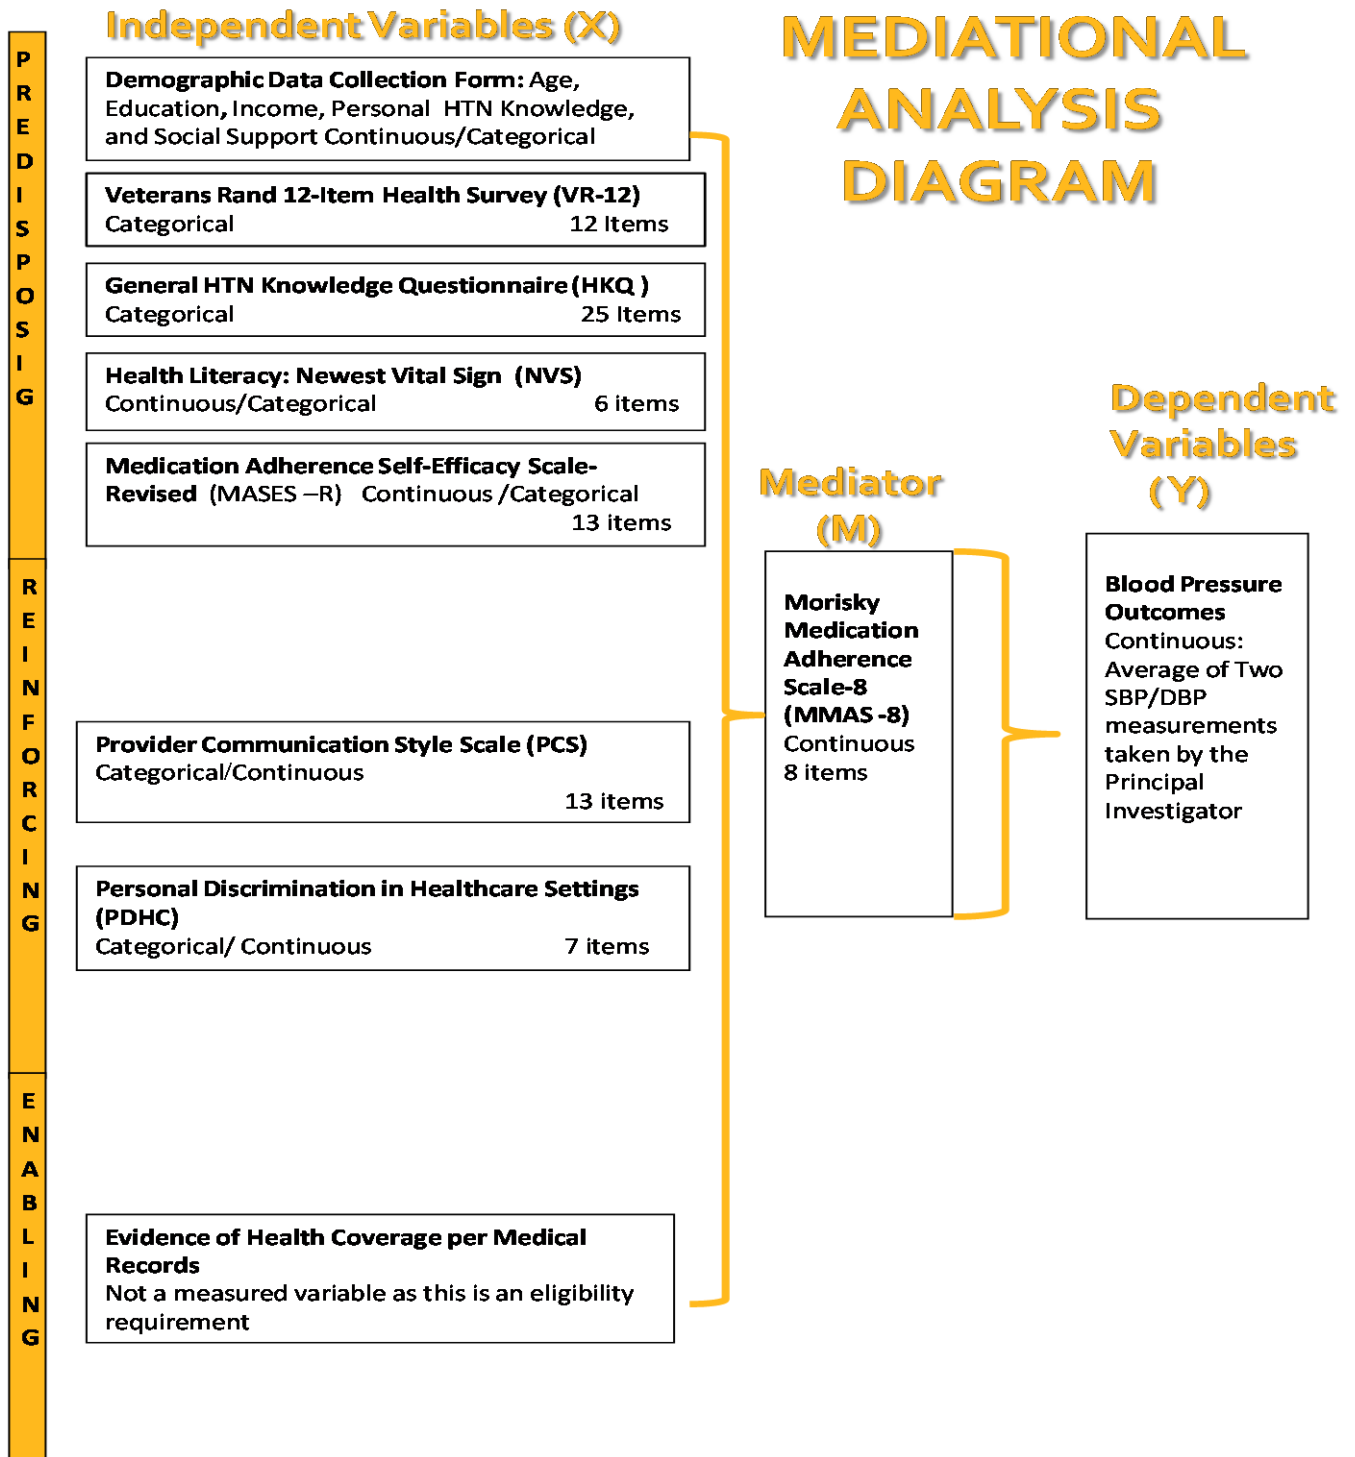 Independent Variables (X)
MEDIATIONAL
ANALYSIS
DIAGRAM
PREDISPOSIG
Demographic Data Collection Form: Age,
Education, Income, Personal HTN Knowledge,
and Social Support Continuous/Categorical
Veterans Rand 12-Item Health Survey (VR-12)
Categorical 12 Items
General HTN Knowledge Questionnaire (HKQ )
Categorical 25 Items
Health Literacy: Newest Vital Sign (NVS)
Continuous/Categorical 6 items
Medication Adherence Self-Efficacy Scale-
Revised (MASES –R) Continuous /Categorical
13 items
REINFORCING
Provider Communication Style Scale (PCS)
Categorical/Continuous
13 items
Personal Discrimination in Healthcare Settings
(PDHC)
Categorical/ Continuous 7 items
ENABLING
Evidence of Health Coverage per Medical
Records
Not a measured variable as this is an eligibility
requirement
Mediator
(M)
Morisky
Medication
Adherence
Scale-8
(MMAS -8)
Continuous
8 items
Dependent
Variables
(Y)
Blood Pressure
Outcomes
Continuous:
Average of Two
SBP/DBP
measurements
taken by the
Principal
Investigator